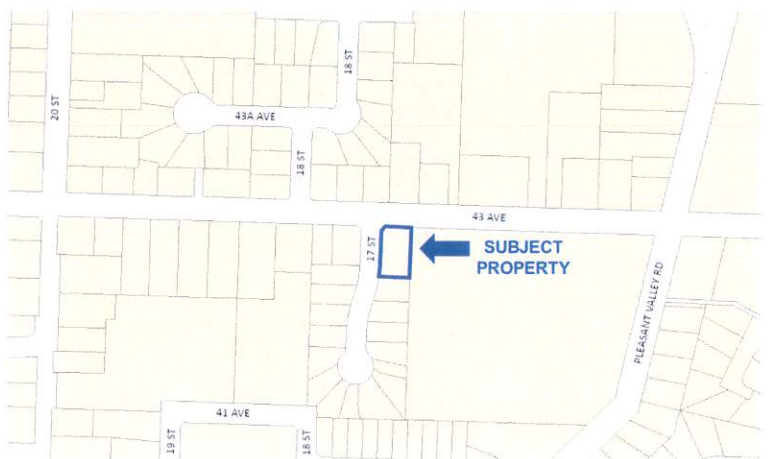 18 ST
20 ST
43A AVE
18 ST
43 AVE
17 ST
SUBJECT
PROPERTY
PLEASANT VALLEY RD
41 AVE
19 ST
18 ST